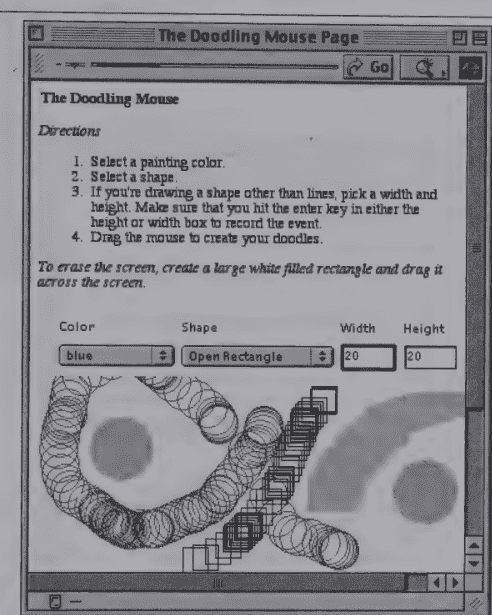 The Doodling Mouse Page
Go
The Doodling Mouse
Directions
1. Select a painting color.
2. Select a shape.
3. If you're drawing a shape other than lines, pick a width and
height. Make sure that you hit the enter key in either the
height or width box to record the event.
4. Drag the mouse to create your doodles.
To erase the screen, create a large white filled rectangle and drag it
across the screen.
Color Shape Width Height
blue Open Rectangle 20 20